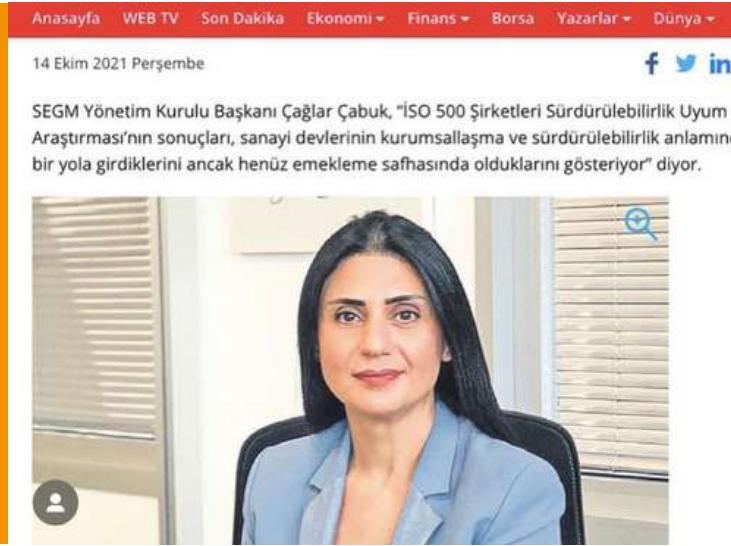 Anasayfa WEB TV Son Dakika Ekonomi Finans Borsa Yazarlar Dünya
14 Ekim 2021 Perşembe
f in
SEGM Yönetim Kurulu Başkanı Çağlar Çabuk, “İSO 500 Şirketleri Sürdürülebilirlik Uyum
Araştırması’nın sonuçları, sanayi devlerinin kurumsallaşma ve sürdürülebilirlik
bir yola girdiklerini ancak henüz emekleme safhasında olduklarını gösteriyor” diyor.